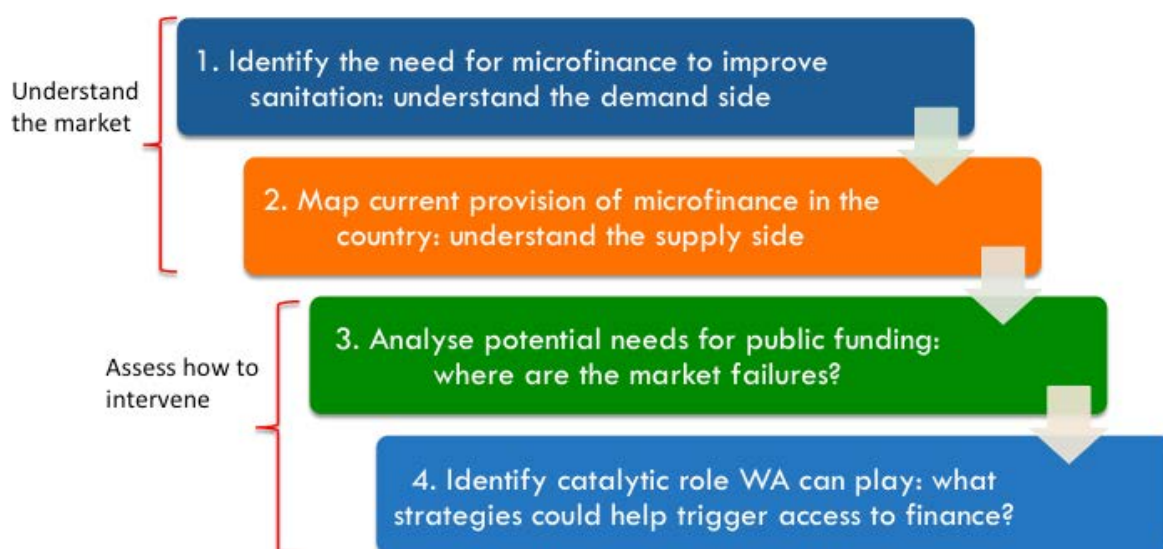 Understand
the market
1. Identify the need for microfinance to improve
sanitation: understand the demand side
2. Map current provision of microfinance in the
country: understand the supply side
Assess how to
intervene
3. Analyse potential needs for public funding:
where are the market failures?
4. Identify catalytic role WA can play: what
strategies could help trigger access to finance?